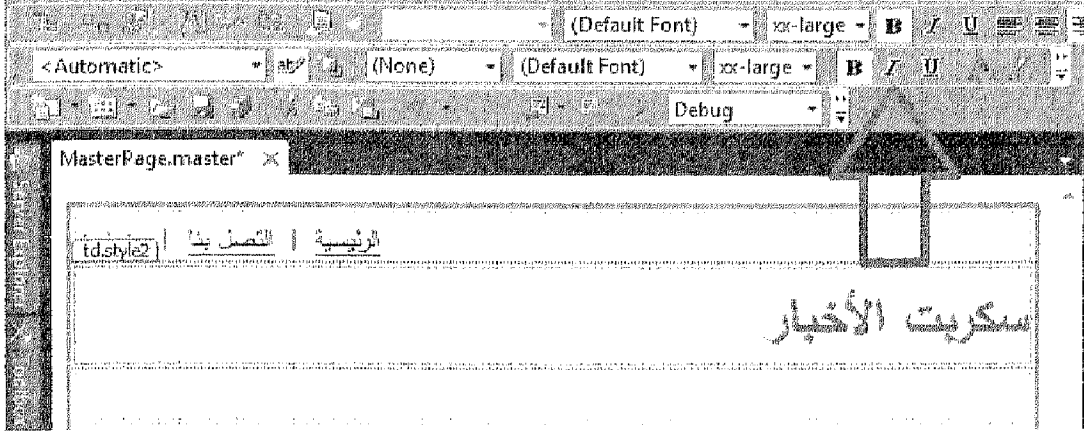 (Default Font) xx-large B I U
<Automatic> ab (None) (Default Font) xx-large B I U
Debug
MasterPage.master* ×
الرئيسية | اتصل بنا |
td.style2
سكربت الأخبار